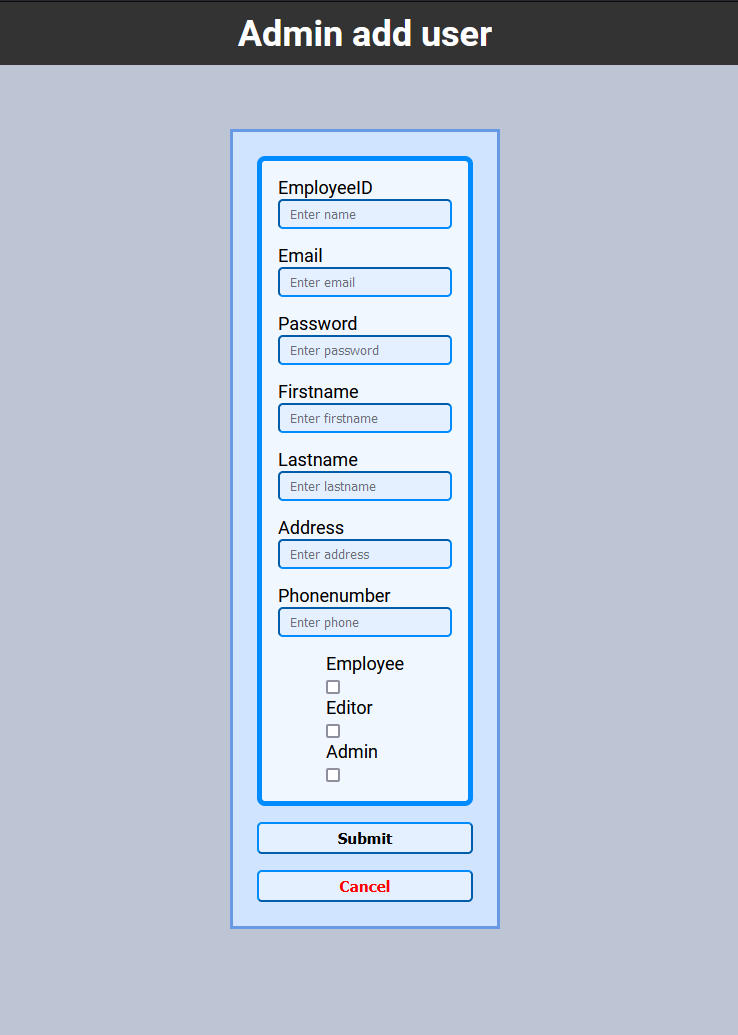 Admin add user
EmployeeID
Enter name
Email
Enter email
Password
Enter password
Firstname
Enter firstname
Lastname
Enter lastname
Address
Enter address
Phonenumber
Enter phone
Employee
Editor
Admin
Submit
Cancel